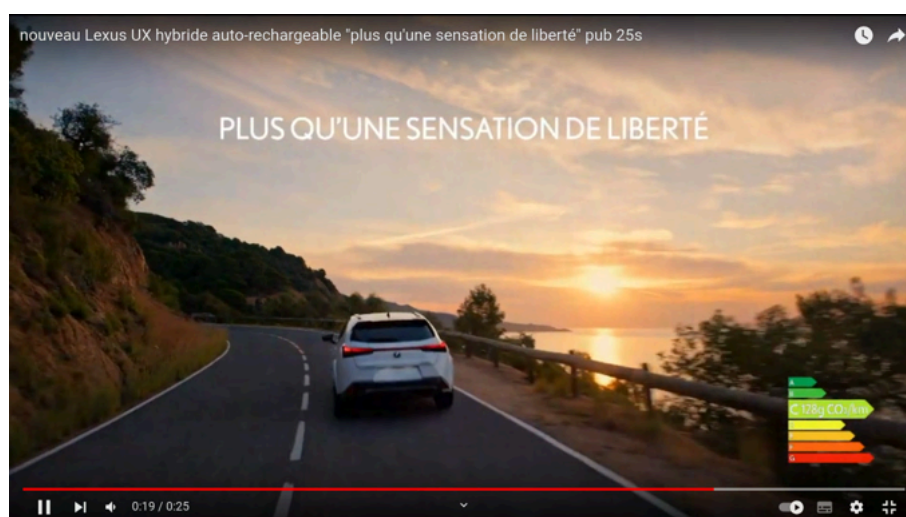 nouveau Lexus UX hybride auto-rechargeable "plus qu'une sensation de liberté" pub 25s
PLUS QU'UNE SENSATION DE LIBERTÉ
A
B
C 128g CO₂/km
G
0:19 / 0:25